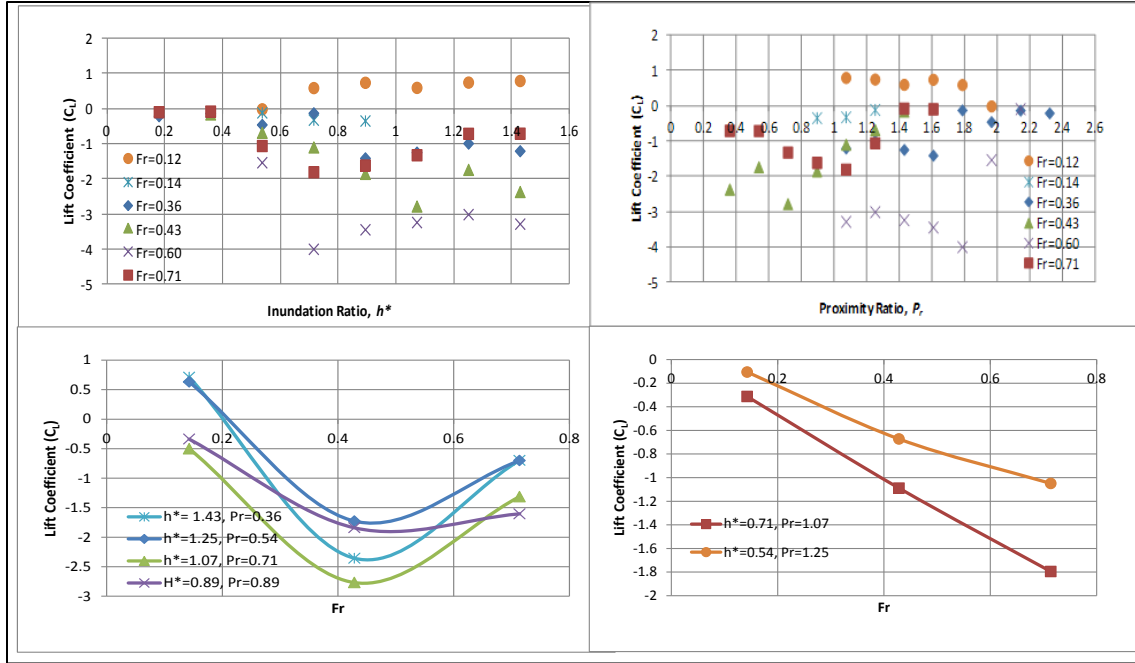 2
1
0
-1
-2
-3
-4
-5
0 0.2 0.4 0.6 0.8 1 1.2 1.4 1.6
Lift Coefficient (CL)
Fr=0.12
Fr=0.14
Fr=0.36
Fr=0.43
Fr=0.60
Fr=0.71
Inundation Ratio, h*
2
1
0
-1
-2
-3
-4
-5
0 0.2 0.4 0.6 0.8 1 1.2 1.4 1.6 1.8 2 2.2 2.4 2.6
Lift Coefficient (CL)
Fr=0.12
Fr=0.14
Fr=0.36
Fr=0.43
Fr=0.60
Fr=0.71
Proximity Ratio, Pr
1
0.5
0
-0.5
-1
-1.5
-2
-2.5
-3
0 0.2 0.4 0.6 0.8
Lift Coefficient (CL)
h*= 1.43, Pr=0.36
h*=1.25, Pr=0.54
h*=1.07, Pr=0.71
H*=0.89, Pr=0.89
Fr
0
-0.2
-0.4
-0.6
-0.8
-1
-1.2
-1.4
-1.6
-1.8
-2
0 0.2 0.4 0.6 0.8
Lift Coefficient (CL)
h*=0.71, Pr=1.07
h*=0.54, Pr=1.25
Fr